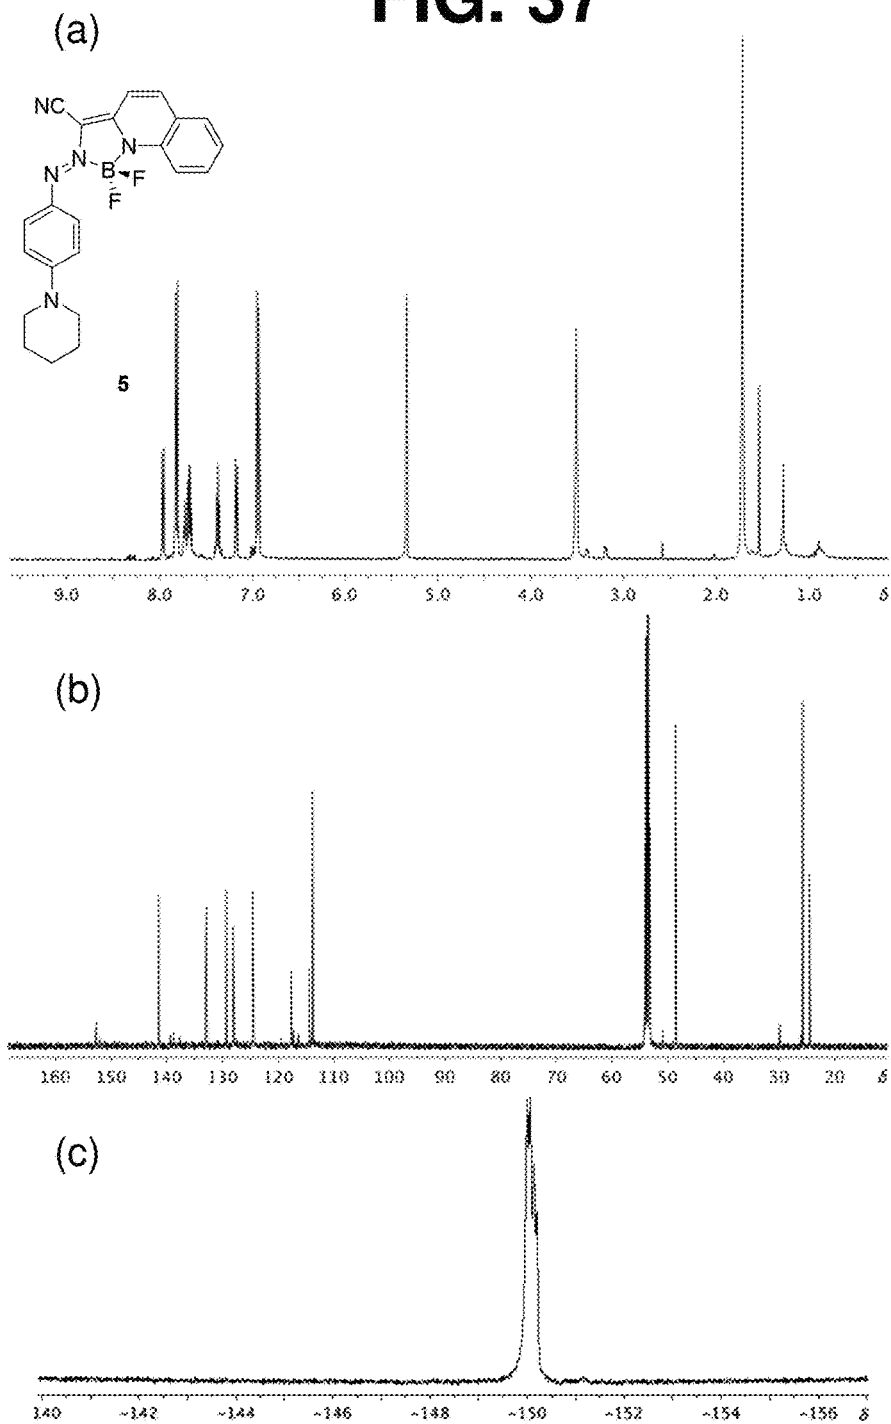 FIG. 37
(a)
NC
N
N
B
F
N
F
N
5
9.0 8.0 7.0 6.0 5.0 4.0 3.0 2.0 1.0 δ
(b)
160 150 140 130 120 110 100 90 80 70 60 50 40 30 20 δ
(c)
140 -142 -144 -146 -148 -150 -152 -154 -156 δ